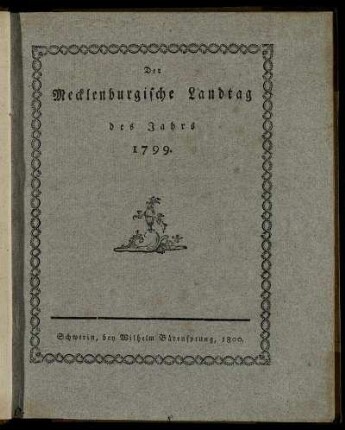 Der
Mecklenburgische Landtag
des Jahrs
1799.
Schwerin, bey Wilhelm Bärensprung, 1800.